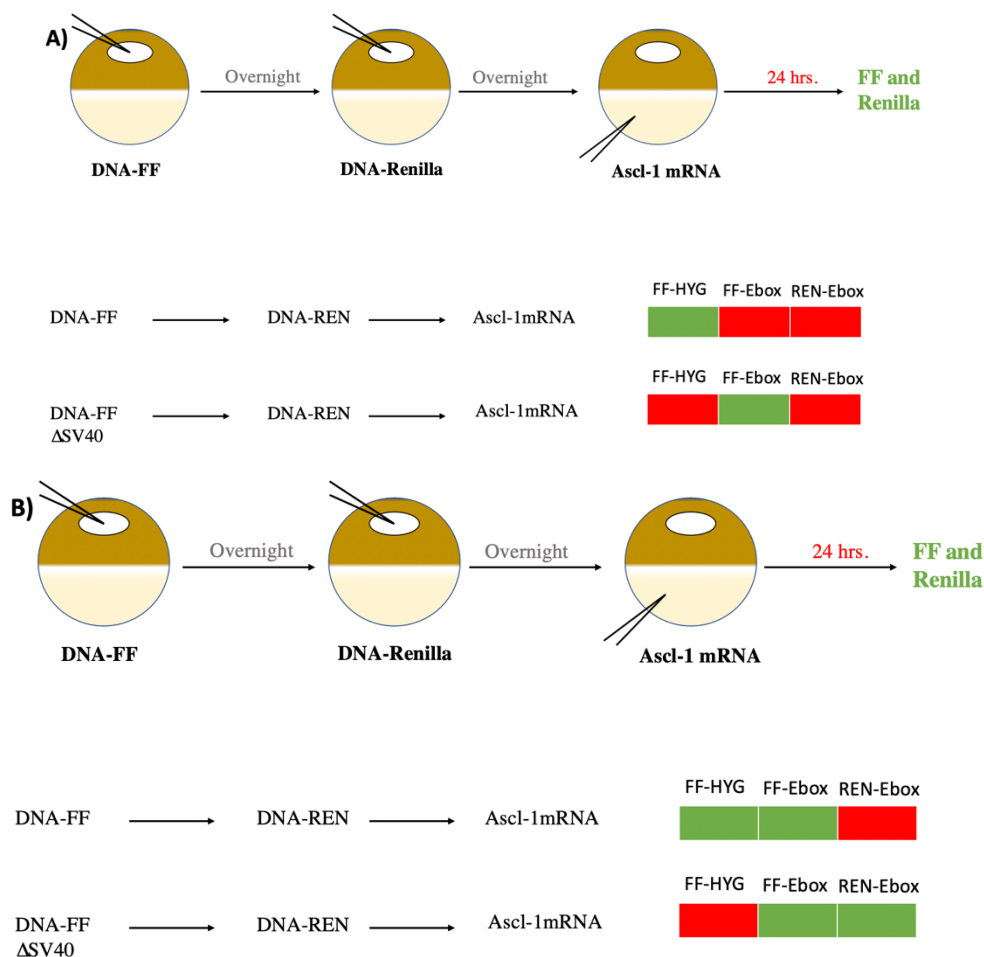 A)
Overnight
Overnight
24 hrs.
FF and
Renilla
DNA-FF
DNA-Renilla
Ascl-1 mRNA
FF-HYG FF-Ebox REN-Ebox
DNA-FF
DNA-REN
Ascl-1mRNA
FF-HYG FF-Ebox REN-Ebox
DNA-FF
ΔSV40
DNA-REN
Ascl-1mRNA
B)
Overnight
Overnight
24 hrs.
FF and
Renilla
DNA-FF
DNA-Renilla
Ascl-1 mRNA
FF-HYG FF-Ebox REN-Ebox
DNA-FF
DNA-REN
Ascl-1mRNA
FF-HYG FF-Ebox REN-Ebox
DNA-FF
ΔSV40
DNA-REN
Ascl-1mRNA